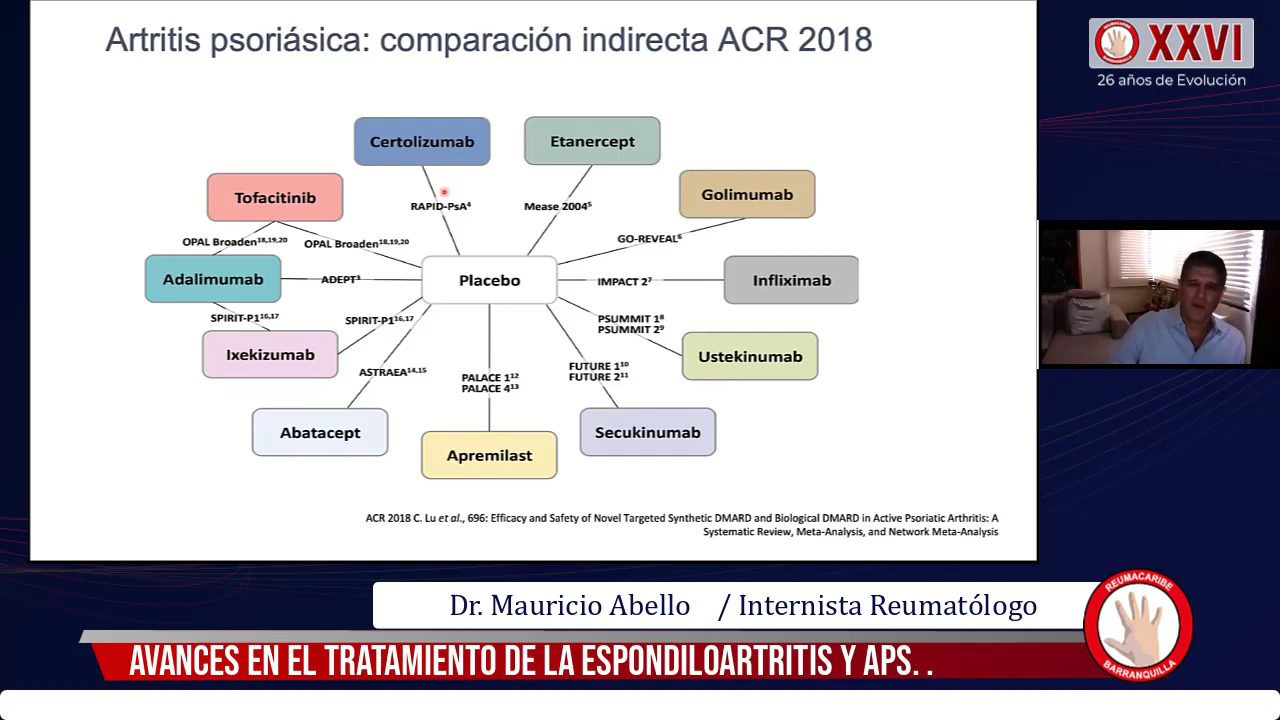 Artritis psoriásica: comparación indirecta ACR 2018
XXVI
26 años de Evolución
Certolizumab
Etanercept
Tofacitinib
Golimumab
RAPID-PsA⁴
Mease 2004⁵
OPAL Broaden¹⁸,¹⁹,²⁰
OPAL Broaden¹⁸,¹⁹,²⁰
GO-REVEAL⁶
Adalimumab
ADEPT³
Placebo
IMPACT 2⁷
Infliximab
SPIRIT-P1¹⁶,¹⁷
SPIRIT-P1¹⁶,¹⁷
PSUMMIT 1⁸
PSUMMIT 2⁹
Ixekizumab
Ustekinumab
ASTRAEA¹⁴,¹⁵
PALACE 1¹²
PALACE 4¹³
FUTURE 1¹⁰
FUTURE 2¹¹
Abatacept
Apremilast
Secukinumab
ACR 2018 C. Lu et al., 696: Efficacy and Safety of Novel Targeted Synthetic DMARD and Biological DMARD in Active Psoriatic Arthritis: A
Systematic Review, Meta-Analysis, and Network Meta-Analysis
Dr. Mauricio Abello / Internista Reumatólogo
REUMACARIBE
BARRANQUILLA
AVANCES EN EL TRATAMIENTO DE LA ESPONDILOARTRITIS Y APS. .